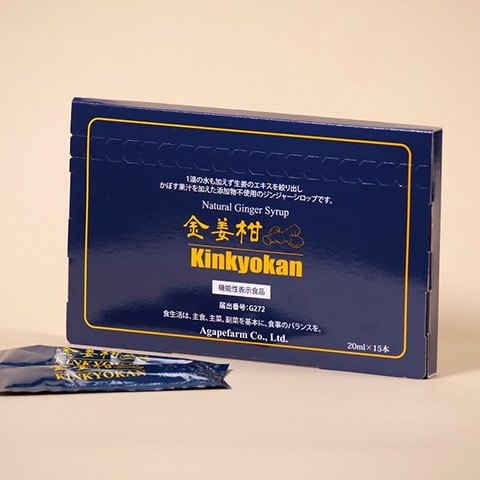 1滴の水も加えず生姜のエキスを絞り出し
かぼす果汁を加えた添加物不使用のジンジャーシロップです。
Natural Ginger Syrup
金姜柑
Kinkyokan
機能性表示食品
届出番号:G272
食生活は、主食、主菜、副菜を基本に、食事のバランスを。
Agapefarm Co., Ltd.
20ml×15本
金姜柑
KINKYOKAN